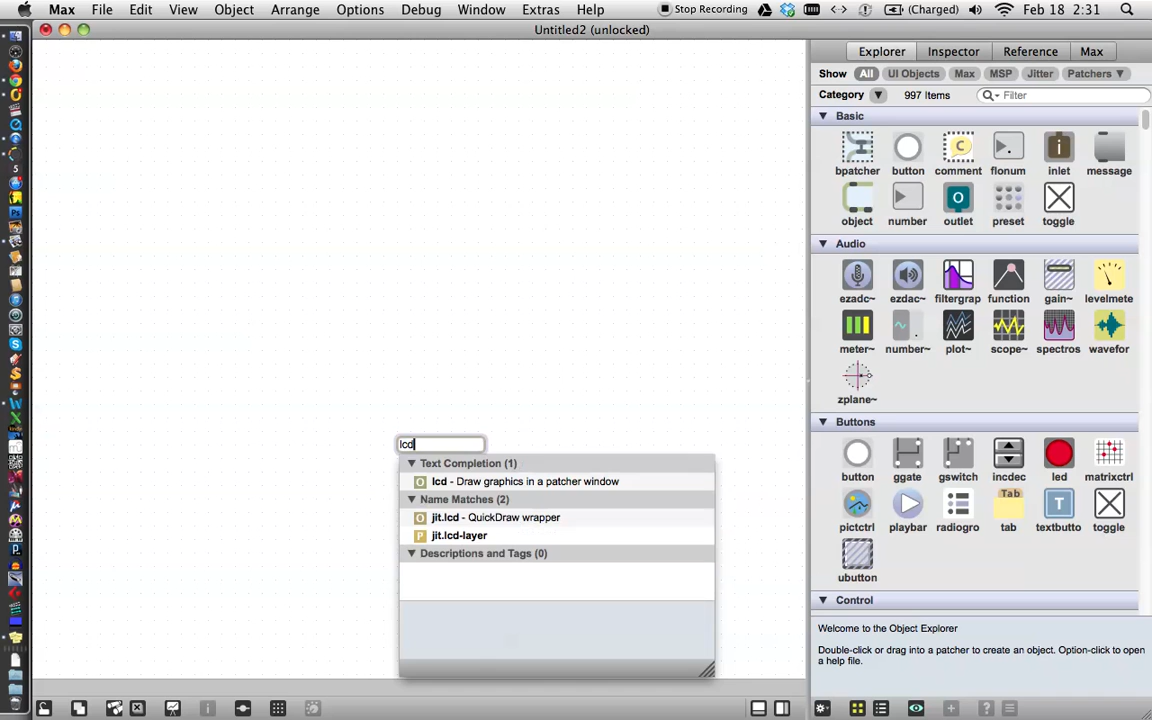 Max File Edit View Object Arrange Options Debug Window Extras Help Stop Recording (Charged) Feb 18 2:31
Untitled2 (unlocked)
Explorer Inspector Reference Max
Show All UI Objects Max MSP Jitter Patchers ▼
Category ▼ 997 Items Filter
Basic
bpatcher button comment flonum inlet message
object number outlet preset toggle
Audio
ezadc~ ezdac~ filtergrap function gain~ levelmete
meter~ number~ plot~ scope~ spectros wavefor
zplane~
Buttons
button ggate gswitch incdec led matrixctrl
Tab
pictctrl playbar radiogro tab textbutto toggle
ubutton
Control
lcd
Text Completion (1)
lcd - Draw graphics in a patcher window
Name Matches (2)
jit.lcd - QuickDraw wrapper
jit.lcd-layer
Descriptions and Tags (0)
Welcome to the Object Explorer
Double-click or drag into a patcher to create an object. Option-click to open
a help file.